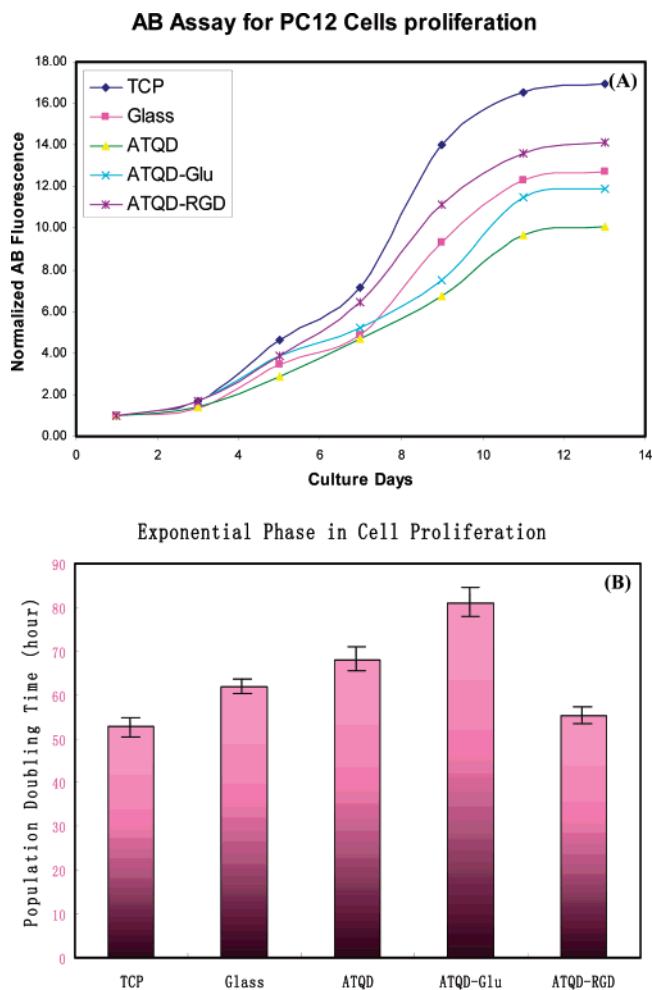 AB Assay for PC12 Cells proliferation
(A)
TCP
Glass
ATQD
ATQD-Glu
ATQD-RGD
Normalized AB Fluorescence
18.00
16.00
14.00
12.00
10.00
8.00
6.00
4.00
2.00
0.00
0 2 4 6 8 10 12 14
Culture Days
Exponential Phase in Cell Proliferation
(B)
Population Doubling Time (hour)
90
80
70
60
50
40
30
20
10
0
TCP Glass ATQD ATQD-Glu ATQD-RGD